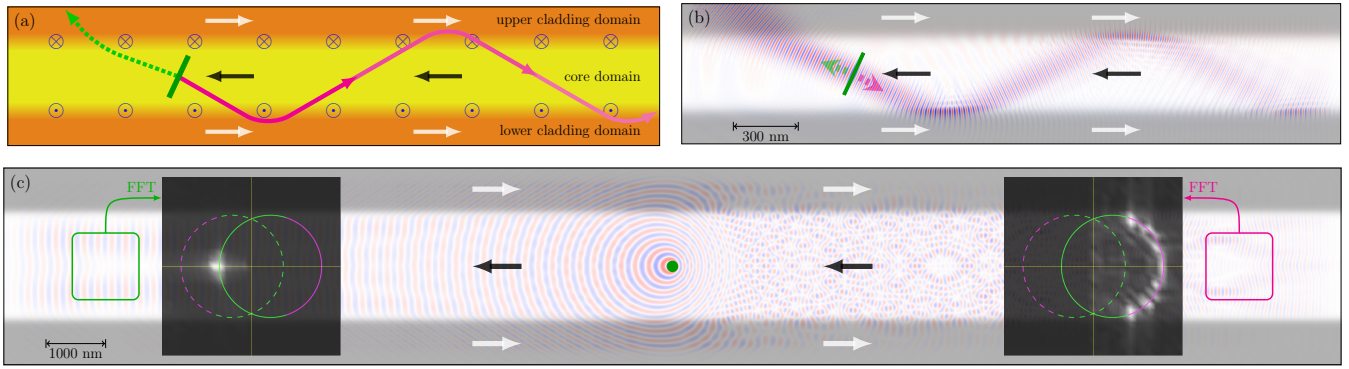 (a)
upper cladding domain
core domain
lower cladding domain
(b)
300 nm
(c)
FFT
FFT
1000 nm